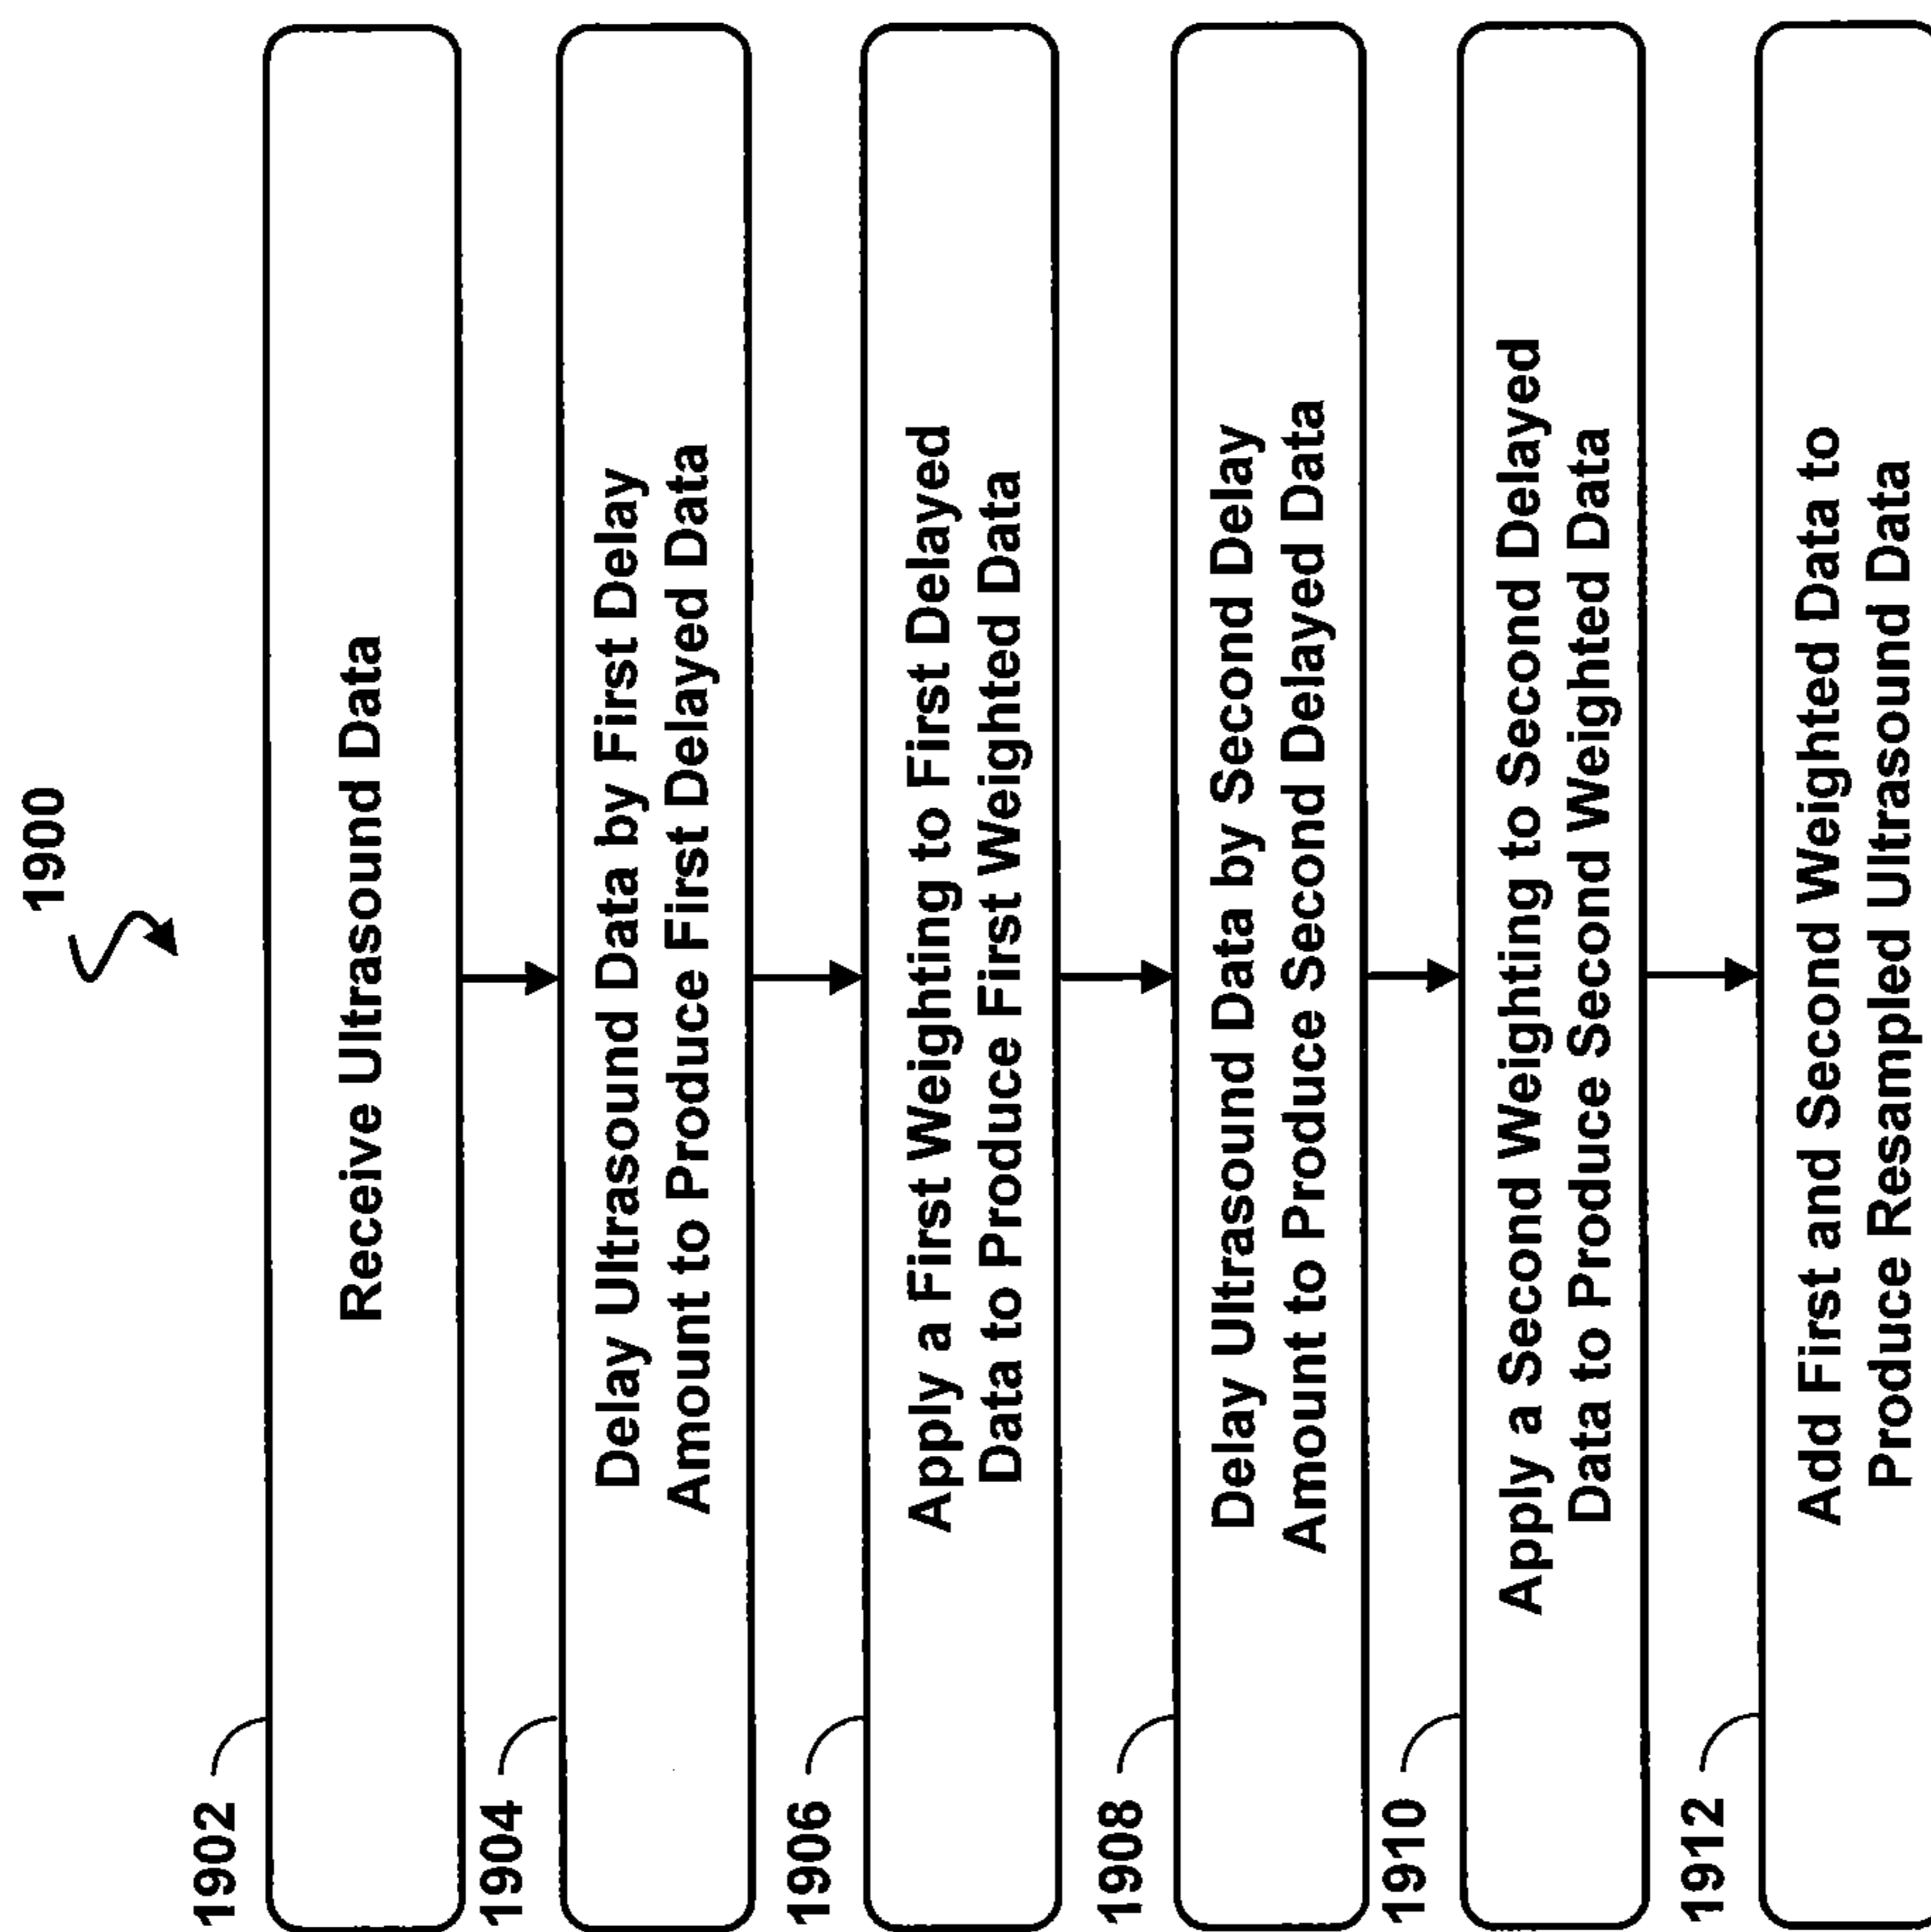 1900
1902
Receive Ultrasound Data
1904
Delay Ultrasound Data by First Delay
Amount to Produce First Delayed Data
1906
Apply a First Weighting to First Delayed
Data to Produce First Weighted Data
1908
Delay Ultrasound Data by Second Delay
Amount to Produce Second Delayed Data
1910
Apply a Second Weighting to Second Delayed
Data to Produce Second Weighted Data
1912
Add First and Second Weighted Data to
Produce Resampled Ultrasound Data